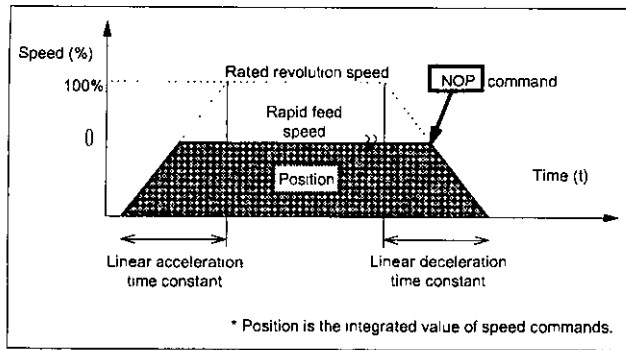 Speed (%)
100%
Rated revolution speed
NOP command
Rapid feed
speed
0
Position
Time (t)
Linear acceleration
time constant
Linear deceleration
time constant
* Position is the integrated value of speed commands.